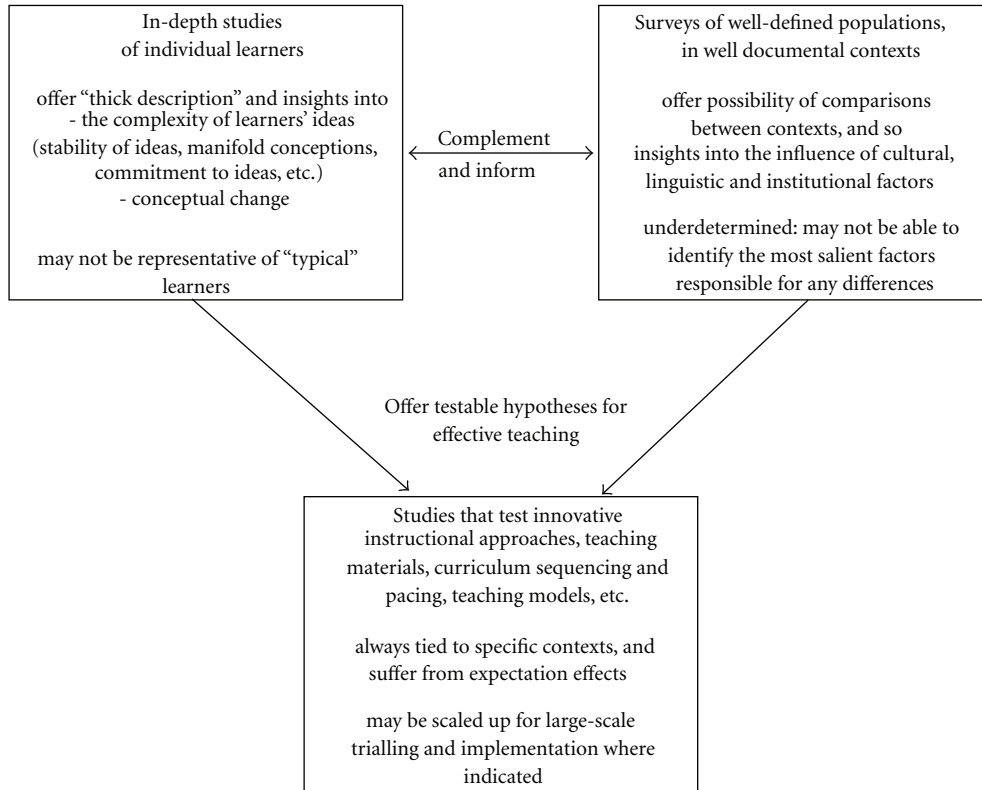 In-depth studies
of individual learners
offer “thick description” and insights into
- the complexity of learners’ ideas
(stability of ideas, manifold conceptions,
commitment to ideas, etc.)
- conceptual change
may not be representative of “typical”
learners
Complement
and inform
Surveys of well-defined populations,
in well documental contexts
offer possibility of comparisons
between contexts, and so
insights into the influence of cultural,
linguistic and institutional factors
underdetermined: may not be able to
identify the most salient factors
responsible for any differences
Offer testable hypotheses for
effective teaching
Studies that test innovative
instructional approaches, teaching
materials, curriculum sequencing and
pacing, teaching models, etc.
always tied to specific contexts, and
suffer from expectation effects
may be scaled up for large-scale
trialling and implementation where
indicated